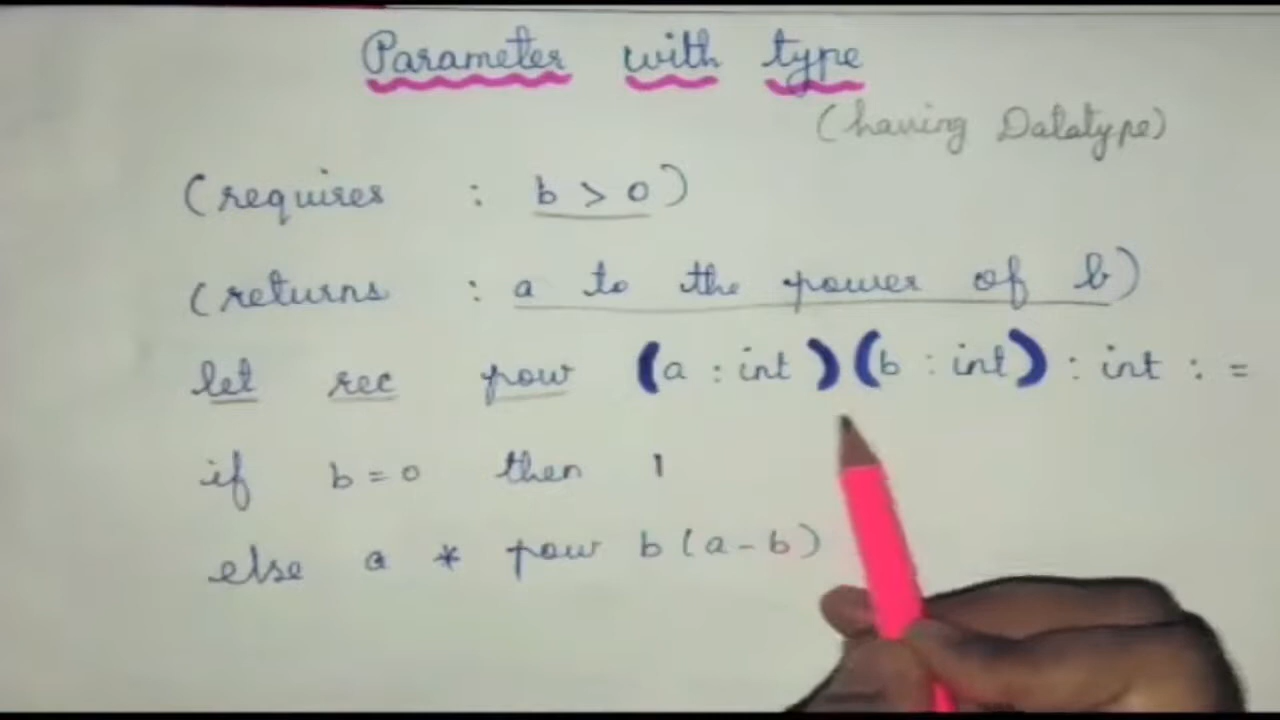 Parameter with type
(having Datatype)
(requires : b > 0)
(returns : a to the power of b)
let rec pow (a : int) (b : int) : int : =
if b = 0 then 1
else a * pow b (a - b)